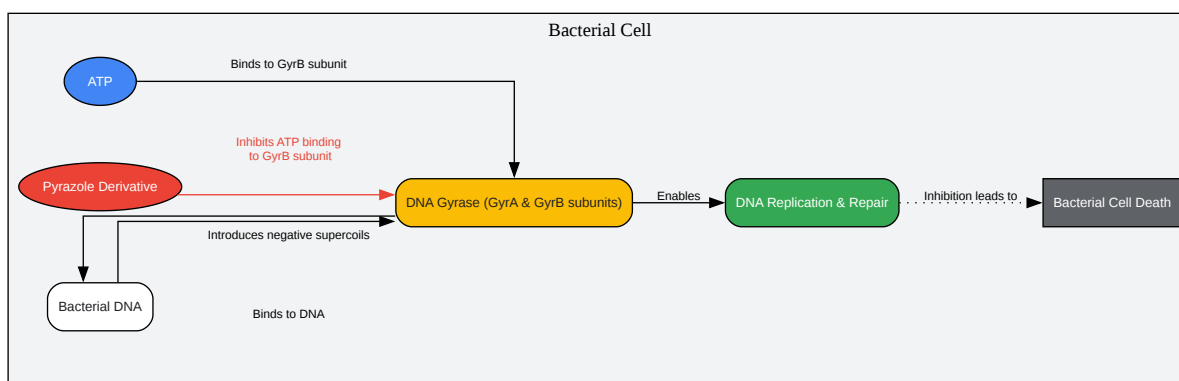 Bacterial Cell
Binds to GyrB subunit
ATP
Inhibits ATP binding
to GyrB subunit
Pyrazole Derivative
DNA Gyrase (GyrA & GyrB subunits)
Enables
DNA Replication & Repair
Inhibition leads to
Bacterial Cell Death
Introduces negative supercoils
Bacterial DNA
Binds to DNA